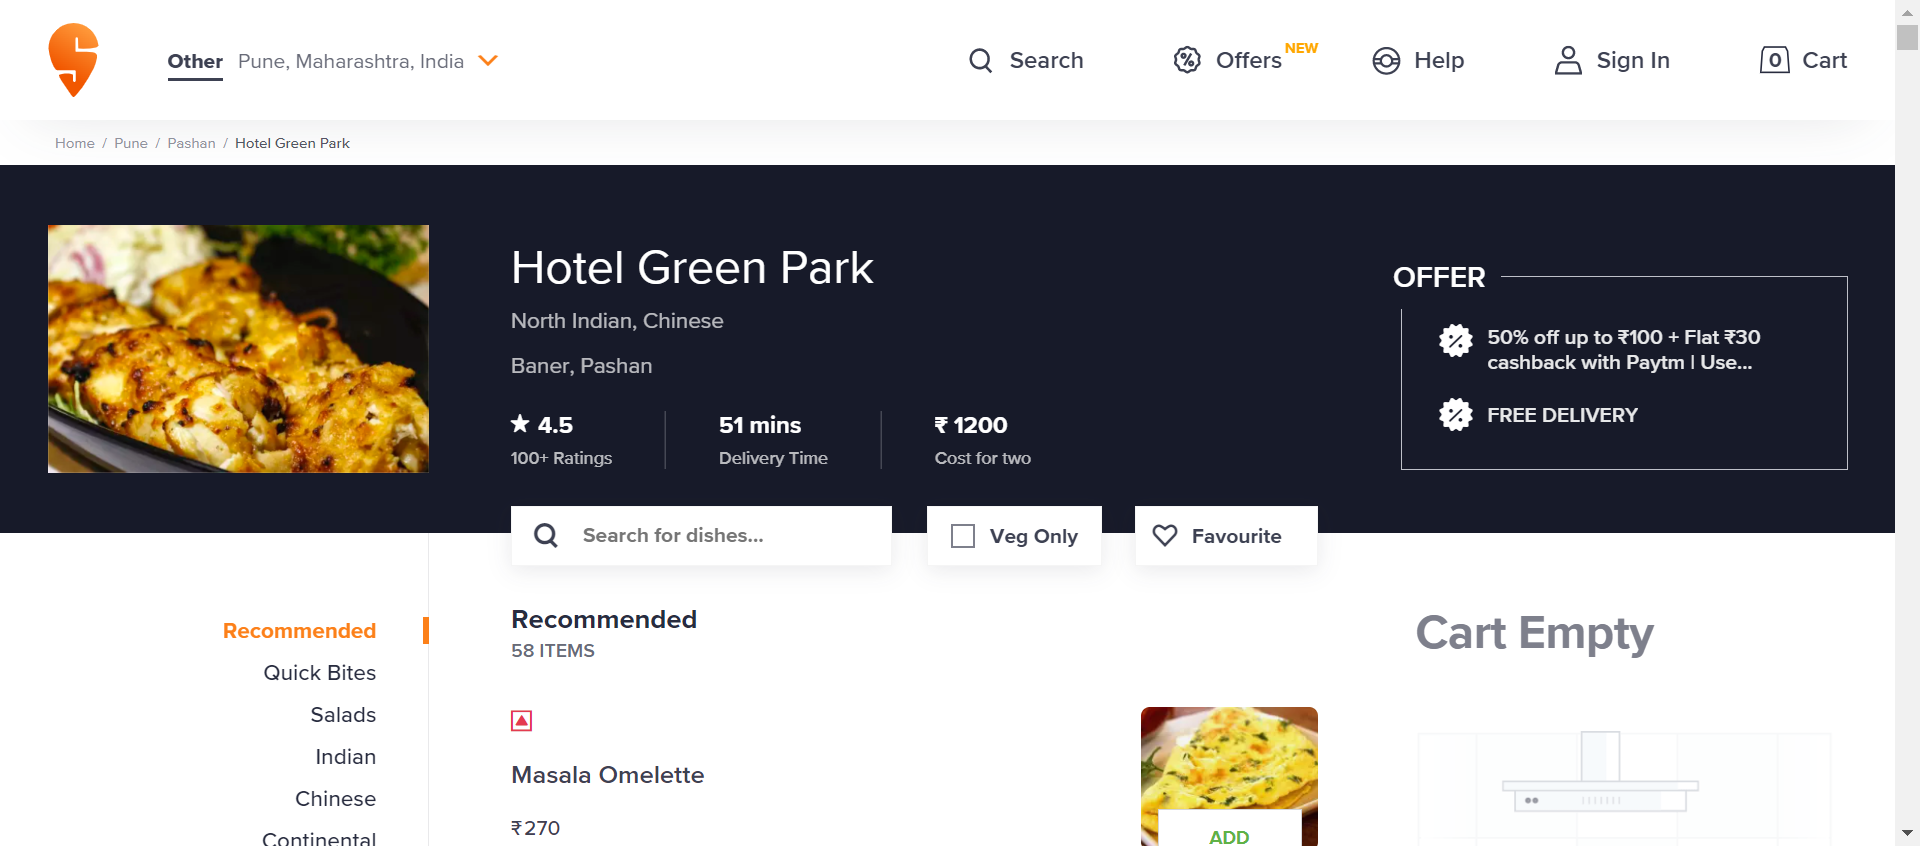 Other Pune, Maharashtra, India
Search
Offers NEW
Help
Sign In
0 Cart
Home / Pune / Pashan / Hotel Green Park
Hotel Green Park
North Indian, Chinese
Baner, Pashan
4.5
100+ Ratings
51 mins
Delivery Time
₹ 1200
Cost for two
OFFER
50% off up to ₹100 + Flat ₹30
cashback with Paytm | Use...
FREE DELIVERY
Search for dishes...
Veg Only
Favourite
Recommended
Quick Bites
Salads
Indian
Chinese
Continental
Recommended
58 ITEMS
Masala Omelette
₹270
ADD
Cart Empty